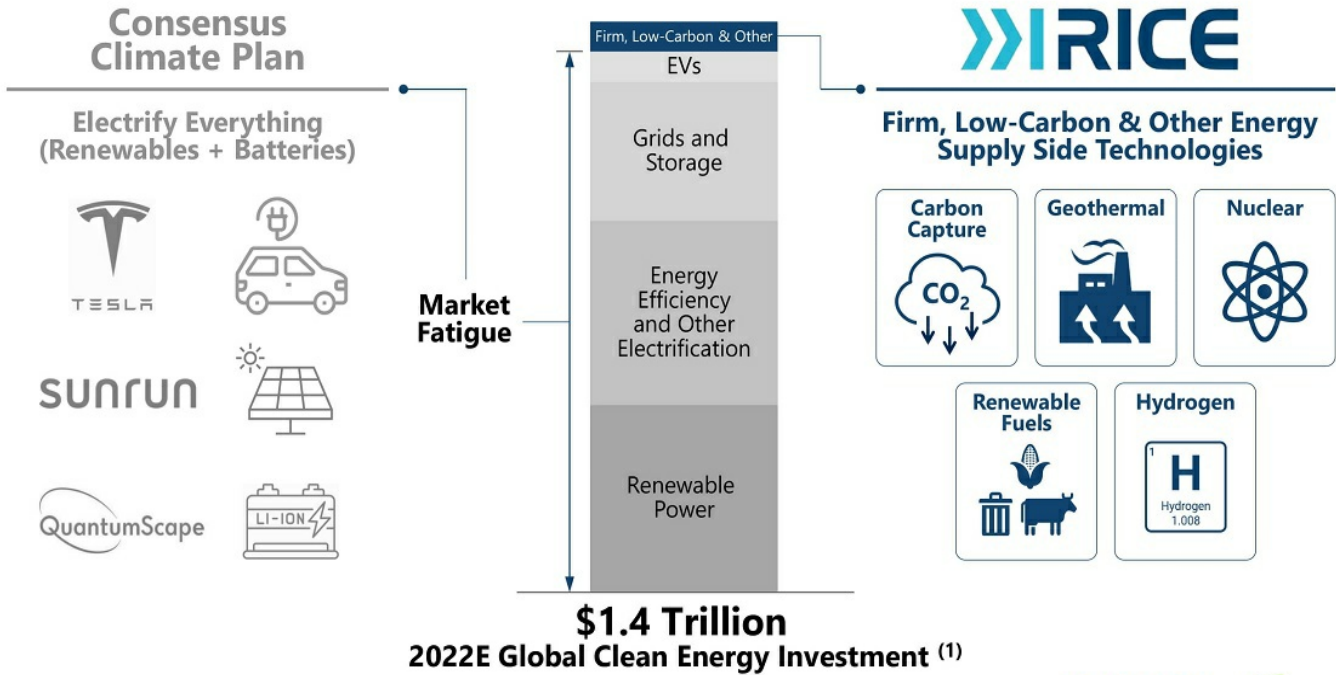 Consensus
Climate Plan
Electrify Everything
(Renewables + Batteries)
TESLA
sunrun
QuantumScape
LI-ION
Market
Fatigue
Firm, Low-Carbon & Other
EVs
Grids and
Storage
Energy
Efficiency
and Other
Electrification
Renewable
Power
$1.4 Trillion
2022E Global Clean Energy Investment (1)
RICE
Firm, Low-Carbon & Other Energy
Supply Side Technologies
Carbon
Capture
CO2
Geothermal
Nuclear
Renewable
Fuels
Hydrogen
1
H
Hydrogen
1.008